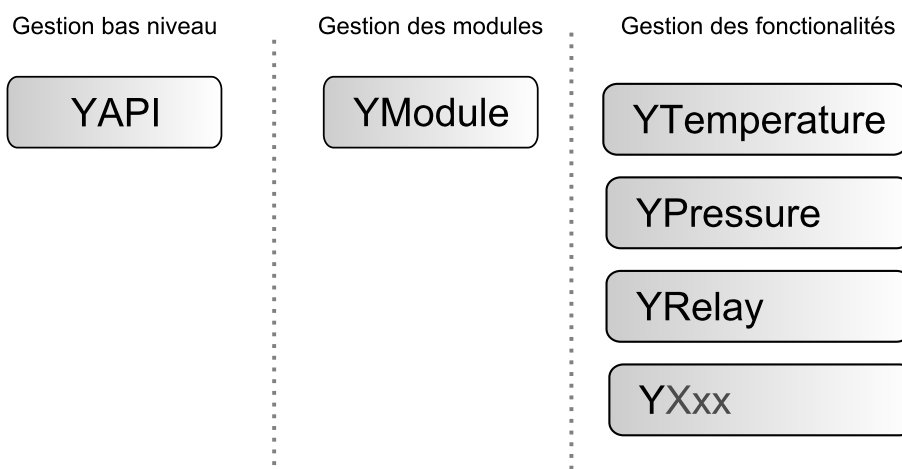 Gestion bas niveau
Gestion des modules
Gestion des fonctionalités
YAPI
YModule
YTemperature
YPressure
YRelay
YXxx